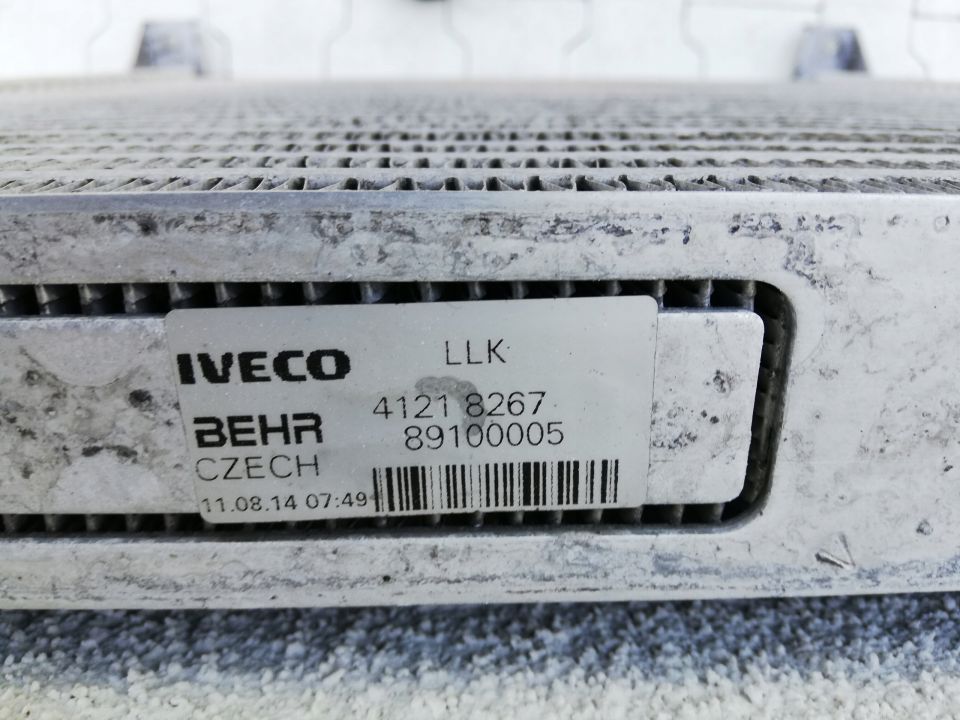 IVECO LLK
4121 8267
BEHR 89100005
CZECH
11.08.14 07:49